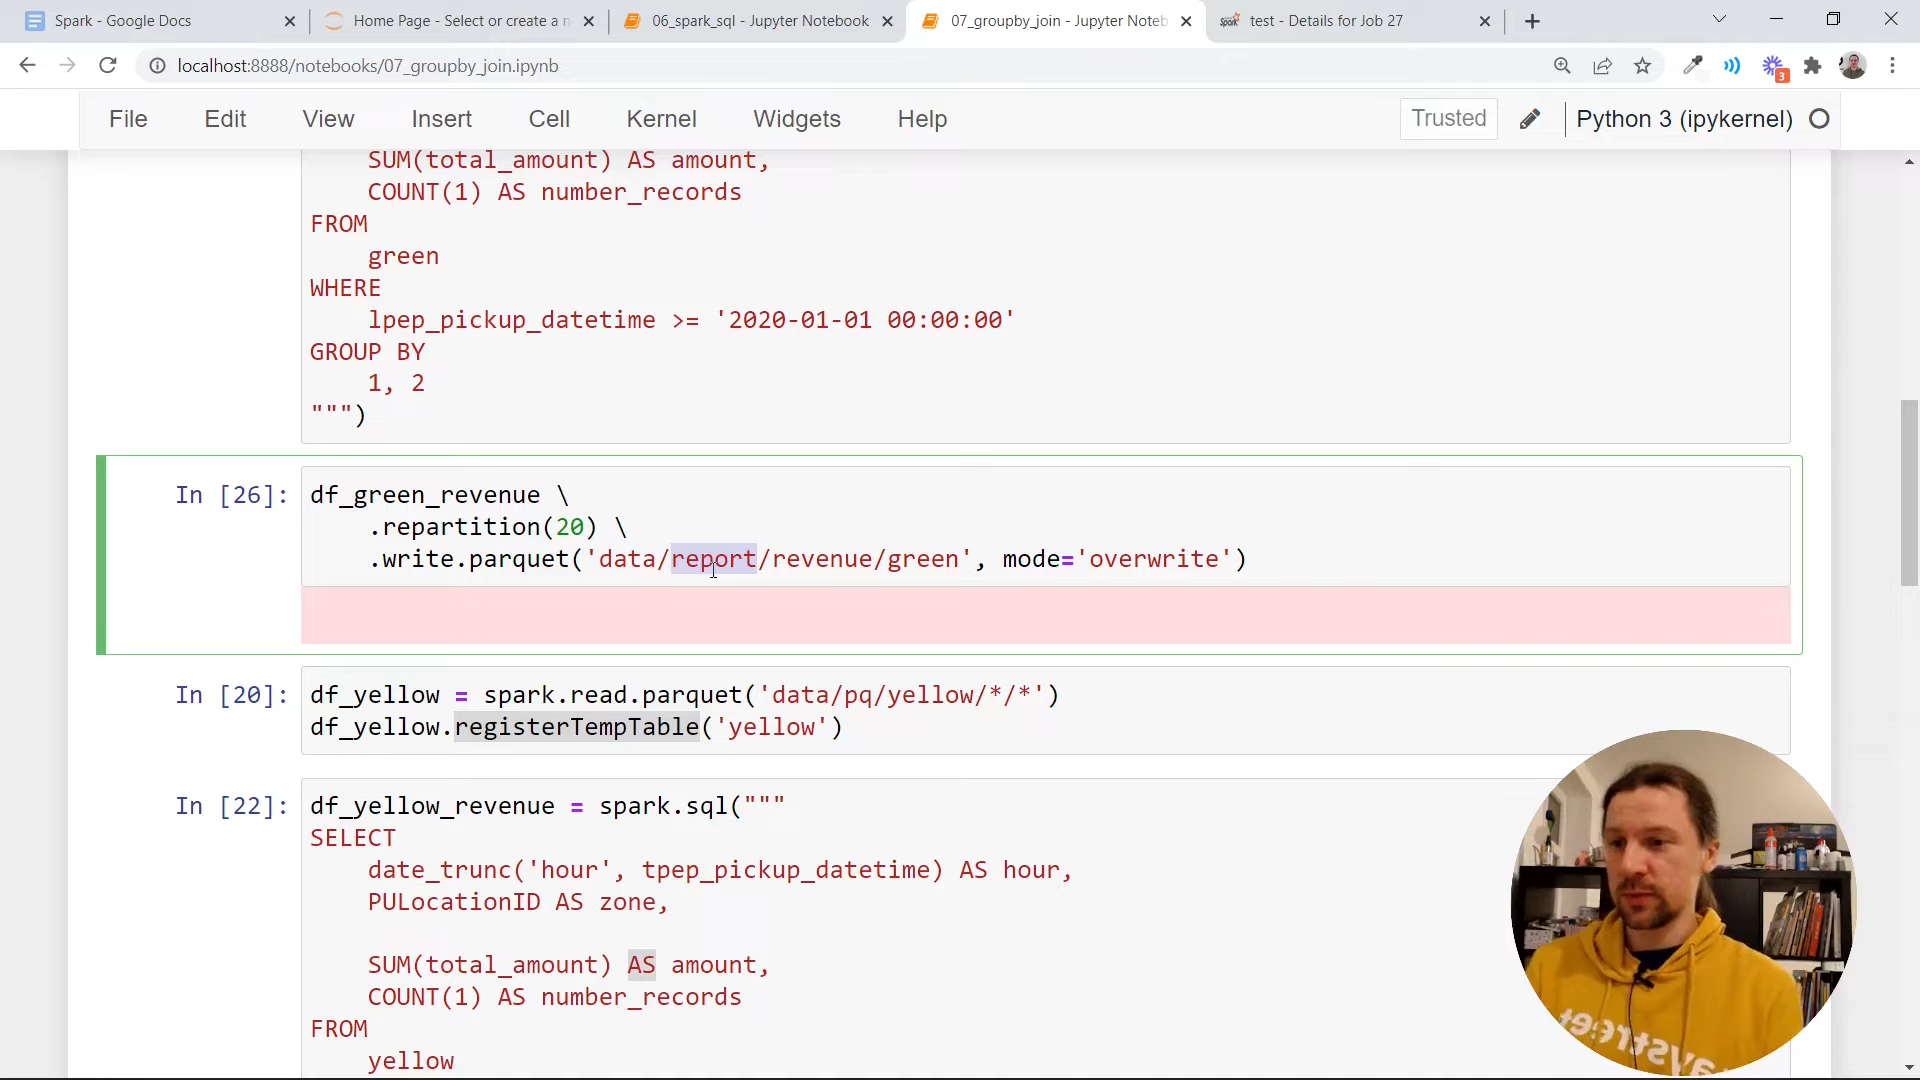 Spark - Google Docs
Home Page - Select or create a n
06_spark_sql - Jupyter Notebook
07_groupby_join - Jupyter Noteb
test - Details for Job 27
localhost:8888/notebooks/07_groupby_join.ipynb
3
File Edit View Insert Cell Kernel Widgets Help
Trusted
Python 3 (ipykernel)
SUM(total_amount) AS amount,
COUNT(1) AS number_records
FROM
green
WHERE
lpep_pickup_datetime >= '2020-01-01 00:00:00'
GROUP BY
1, 2
""")
In [26]:
df_green_revenue \
.repartition(20) \
.write.parquet('data/report/revenue/green', mode='overwrite')
In [20]:
df_yellow = spark.read.parquet('data/pq/yellow/*/*')
df_yellow.registerTempTable('yellow')
In [22]:
df_yellow_revenue = spark.sql("""
SELECT
date_trunc('hour', tpep_pickup_datetime) AS hour,
PULocationID AS zone,
SUM(total_amount) AS amount,
COUNT(1) AS number_records
FROM
yellow